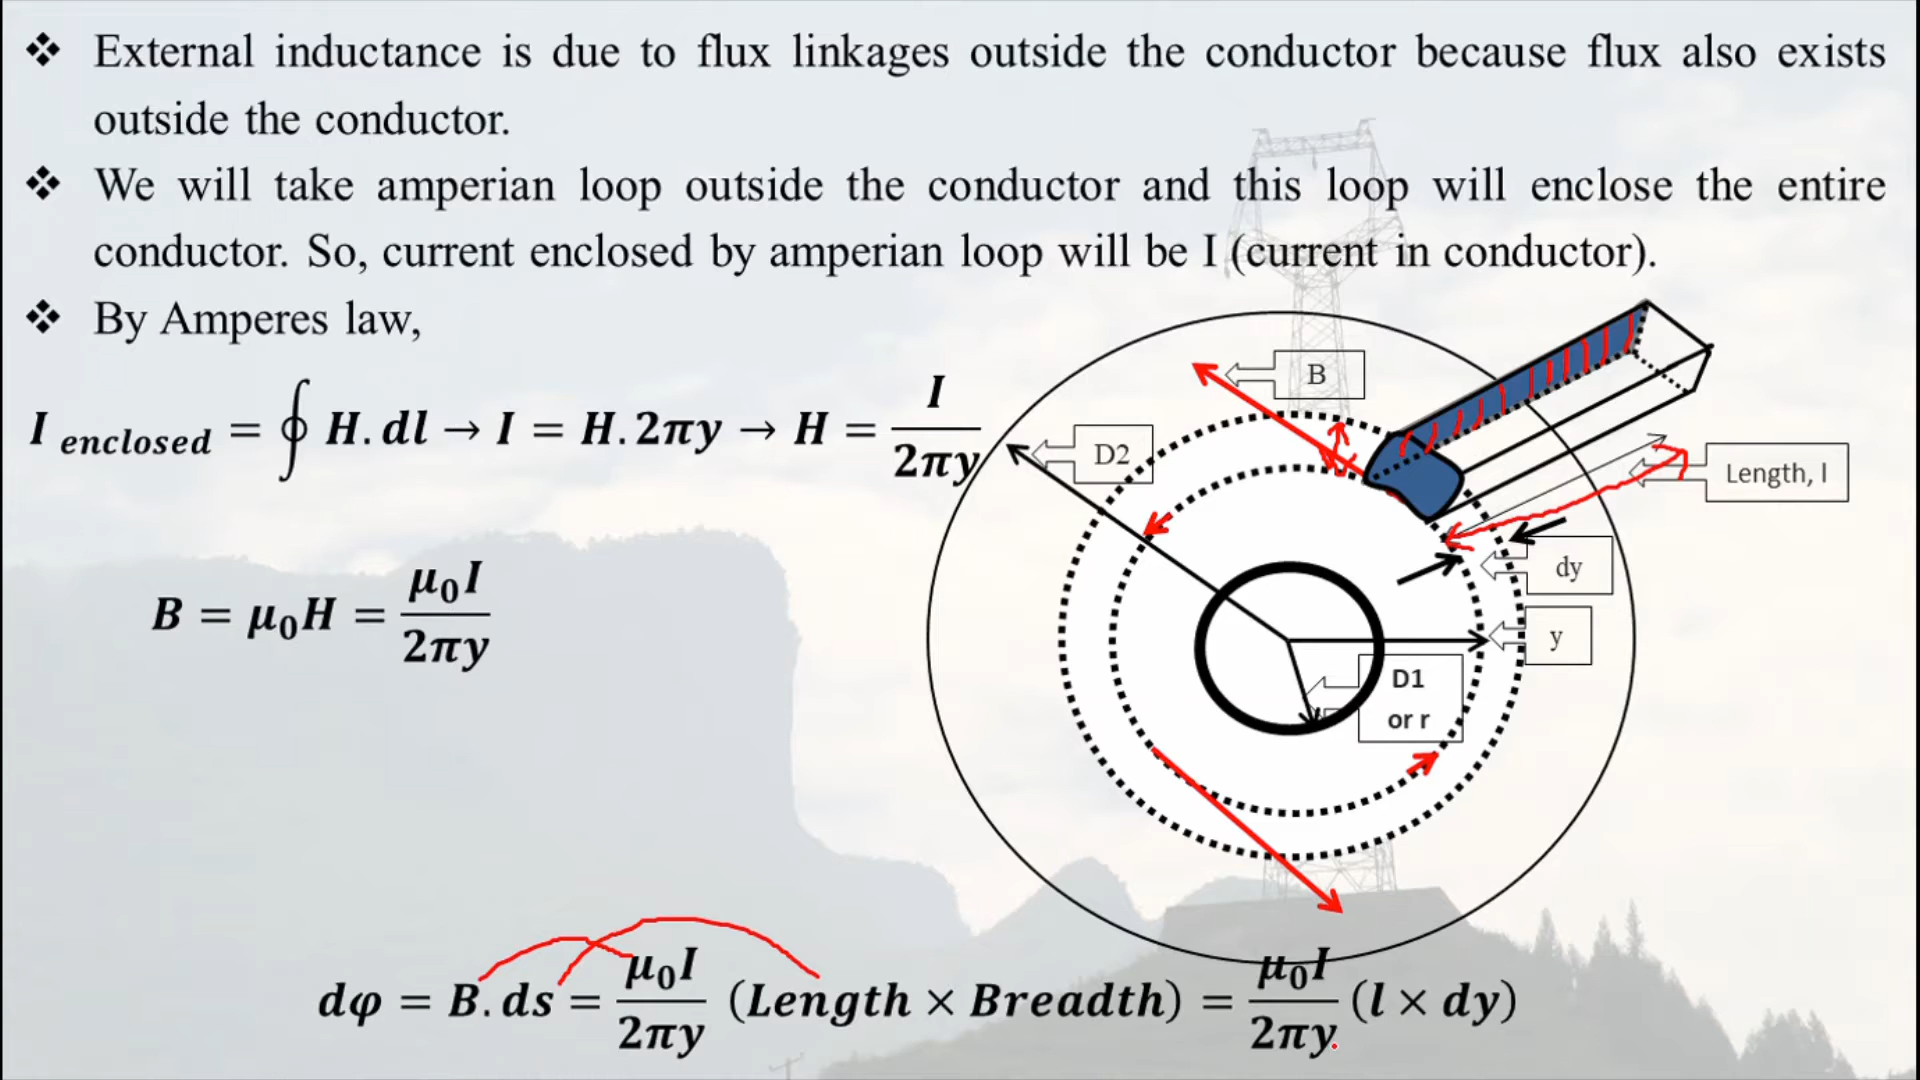 ❖ External inductance is due to flux linkages outside the conductor because flux also exists
outside the conductor.
❖ We will take amperian loop outside the conductor and this loop will enclose the entire
conductor. So, current enclosed by amperian loop will be I (current in conductor).
❖ By Amperes law,
I enclosed = ∮ H. dl → I = H. 2πy → H = I / 2πy
B
D2
Length, l
dy
y
D1
or r
B = μ₀H = μ₀I / 2πy
dφ = B. ds = μ₀I / 2πy (Length × Breadth) = μ₀I / 2πy (l × dy)